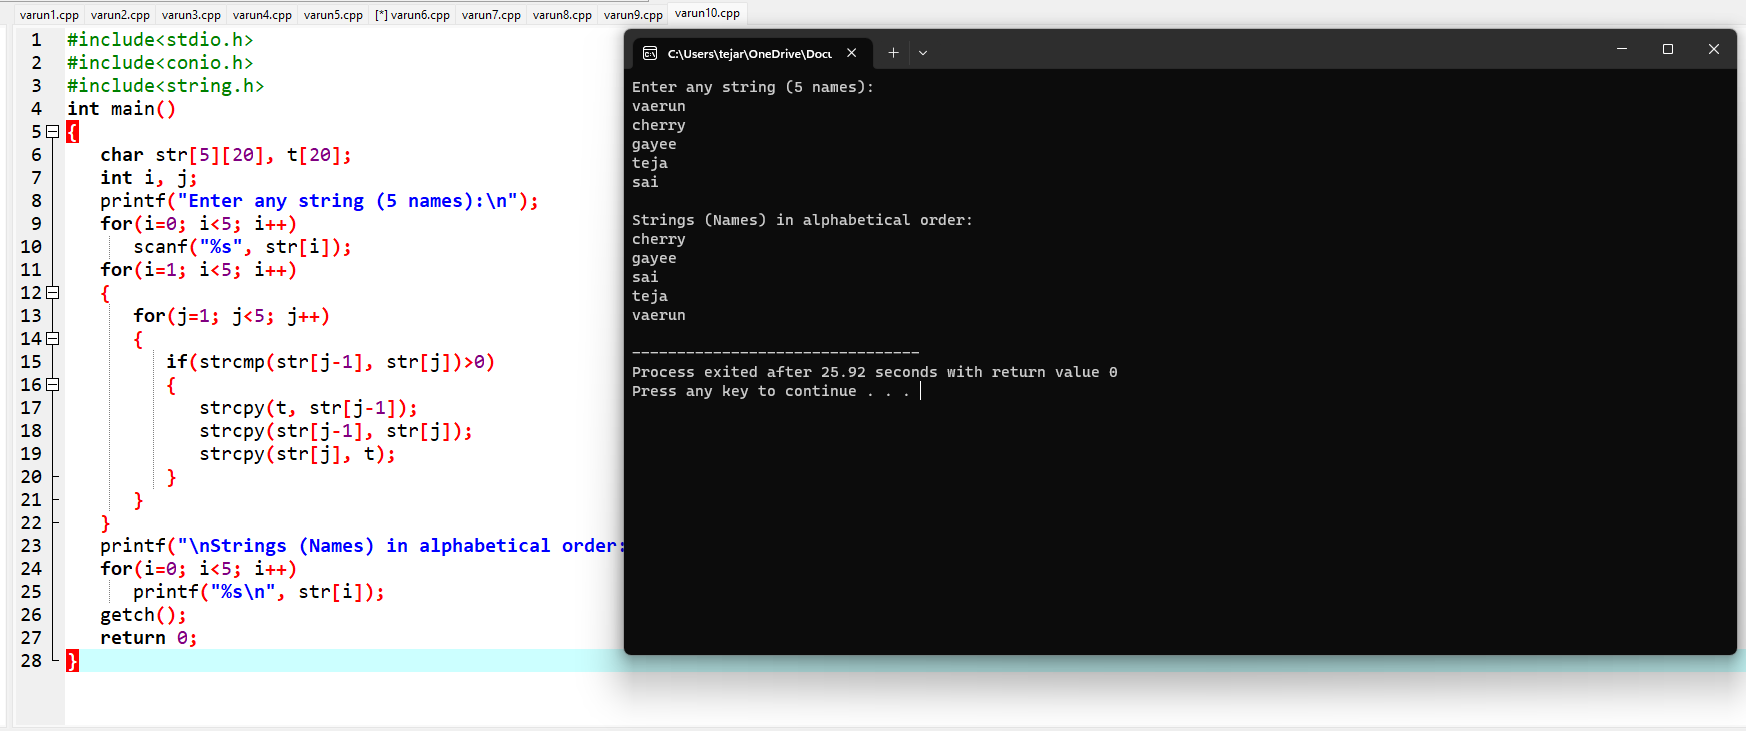 varun1.cpp varun2.cpp varun3.cpp varun4.cpp varun5.cpp [*] varun6.cpp varun7.cpp varun8.cpp varun9.cpp varun10.cpp
1 #include<stdio.h>
2 #include<conio.h>
3 #include<string.h>
4 int main()
5 {
6 char str[5][20], t[20];
7 int i, j;
8 printf("Enter any string (5 names):\n");
9 for(i=0; i<5; i++)
10 scanf("%s", str[i]);
11 for(i=1; i<5; i++)
12 {
13 for(j=1; j<5; j++)
14 {
15 if(strcmp(str[j-1], str[j])>0)
16 {
17 strcpy(t, str[j-1]);
18 strcpy(str[j-1], str[j]);
19 strcpy(str[j], t);
20 }
21 }
22 }
23 printf("\nStrings (Names) in alphabetical order:
24 for(i=0; i<5; i++)
25 printf("%s\n", str[i]);
26 getch();
27 return 0;
28 }
C:\Users\tejar\OneDrive\Docu
Enter any string (5 names):
vaerun
cherry
gayee
teja
sai
Strings (Names) in alphabetical order:
cherry
gayee
sai
teja
vaerun
--------------------------------
Process exited after 25.92 seconds with return value 0
Press any key to continue . . .